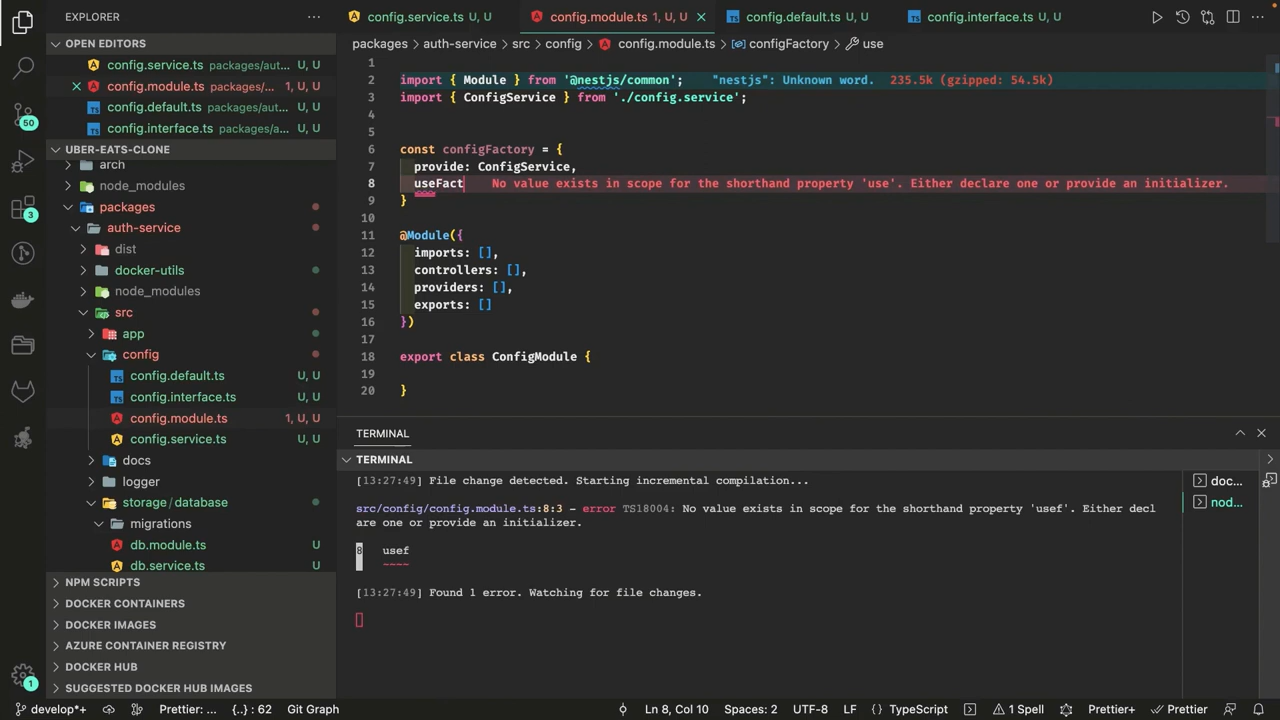 EXPLORER
OPEN EDITORS
config.service.ts packages/aut... U, U
config.module.ts packages/... 1, U, U
config.default.ts packages/aut... U, U
config.interface.ts packages/a... U, U
UBER-EATS-CLONE
arch
node_modules
packages
auth-service
dist
docker-utils
node_modules
src
app
config
config.default.ts U, U
config.interface.ts U, U
config.module.ts 1, U, U
config.service.ts U, U
docs
logger
storage/database
migrations
db.module.ts U, U
db.service.ts U, U
NPM SCRIPTS
DOCKER CONTAINERS
DOCKER IMAGES
AZURE CONTAINER REGISTRY
DOCKER HUB
SUGGESTED DOCKER HUB IMAGES
50
3
1
config.service.ts U, U
config.module.ts 1, U, U
config.default.ts U, U
config.interface.ts U, U
packages > auth-service > src > config > config.module.ts > configFactory > use
1
2 import { Module } from '@nestjs/common'; "nestjs": Unknown word. 235.5k (gzipped: 54.5k)
3 import { ConfigService } from './config.service';
4
5
6 const configFactory = {
7 provide: ConfigService,
8 useFact No value exists in scope for the shorthand property 'use'. Either declare one or provide an initializer.
9 }
10
11 @Module({
12 imports: [],
13 controllers: [],
14 providers: [],
15 exports: []
16 })
17
18 export class ConfigModule {
19
20 }
TERMINAL
TERMINAL
[13:27:49] File change detected. Starting incremental compilation...
src/config/config.module.ts:8:3 - error TS18004: No value exists in scope for the shorthand property 'usef'. Either decl
are one or provide an initializer.
8 usef
~~~~
[13:27:49] Found 1 error. Watching for file changes.
doc...
nod...
develop*+ Prettier: ... {..} : 62 Git Graph Ln 8, Col 10 Spaces: 2 UTF-8 LF {} TypeScript 1 Spell Prettier+ Prettier